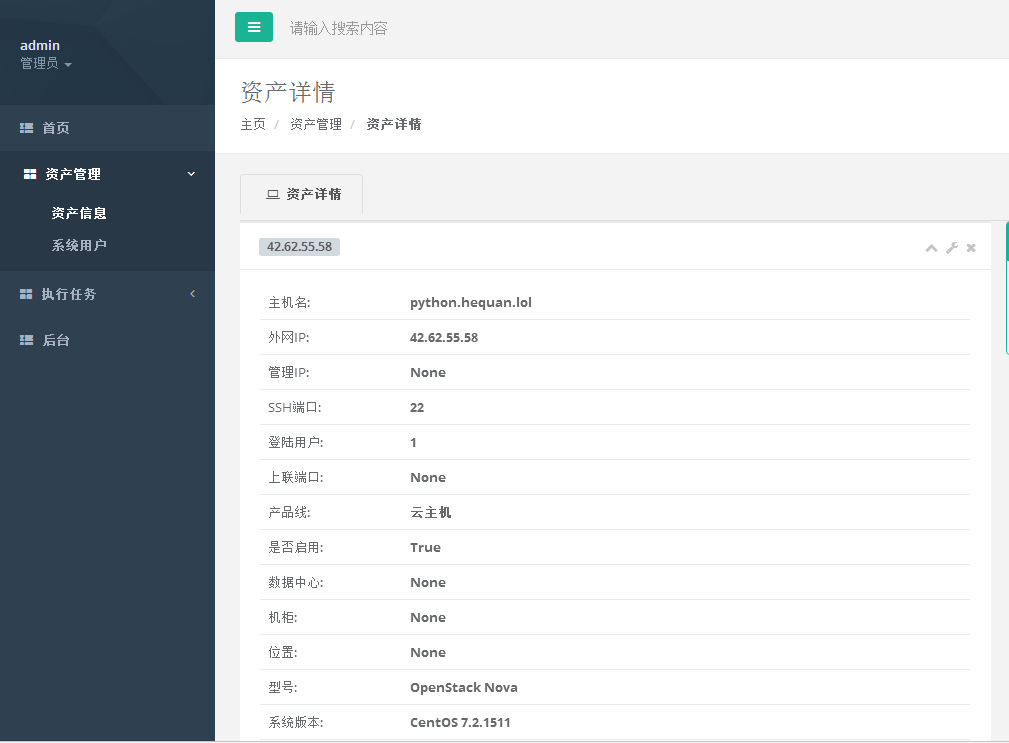 admin
管理员
首页
资产管理
资产信息
系统用户
执行任务
后台
请输入搜索内容
资产详情
主页 / 资产管理 / 资产详情
资产详情
42.62.55.58
主机名: python.hequan.lol
外网IP: 42.62.55.58
管理IP: None
SSH端口: 22
登陆用户: 1
上联端口: None
产品线: 云主机
是否启用: True
数据中心: None
机柜: None
位置: None
型号: OpenStack Nova
系统版本: CentOS 7.2.1511